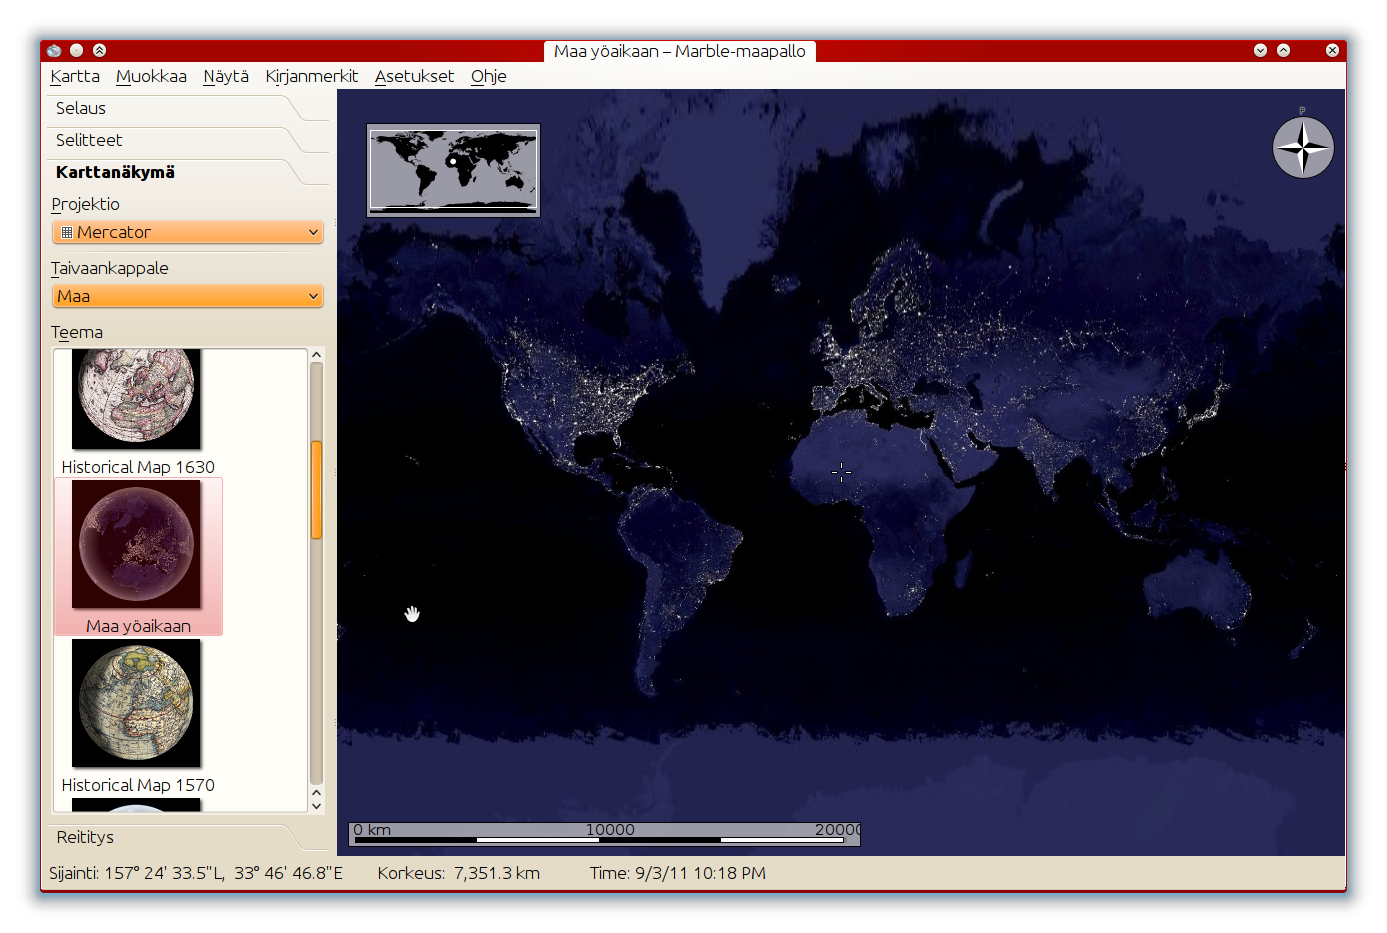 Maa yöaikaan – Marble-maapallo
Kartta Muokkaa Näytä Kirjanmerkit Asetukset Ohje
Selaus
Selitteet
Karttanäkymä
Projektio
Mercator
Taivaankappale
Maa
Teema
Historical Map 1630
Maa yöaikaan
Historical Map 1570
Reititys
P
0 km 10000 20000
Sijainti: 157° 24' 33.5"L, 33° 46' 46.8"E Korkeus: 7,351.3 km Time: 9/3/11 10:18 PM